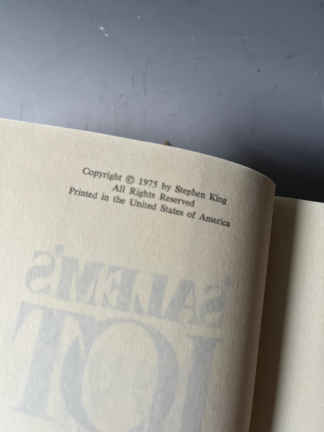 Copyright © 1975 by Stephen King
All Rights Reserved
Printed in the United States of America
'SALEM'S
LOT